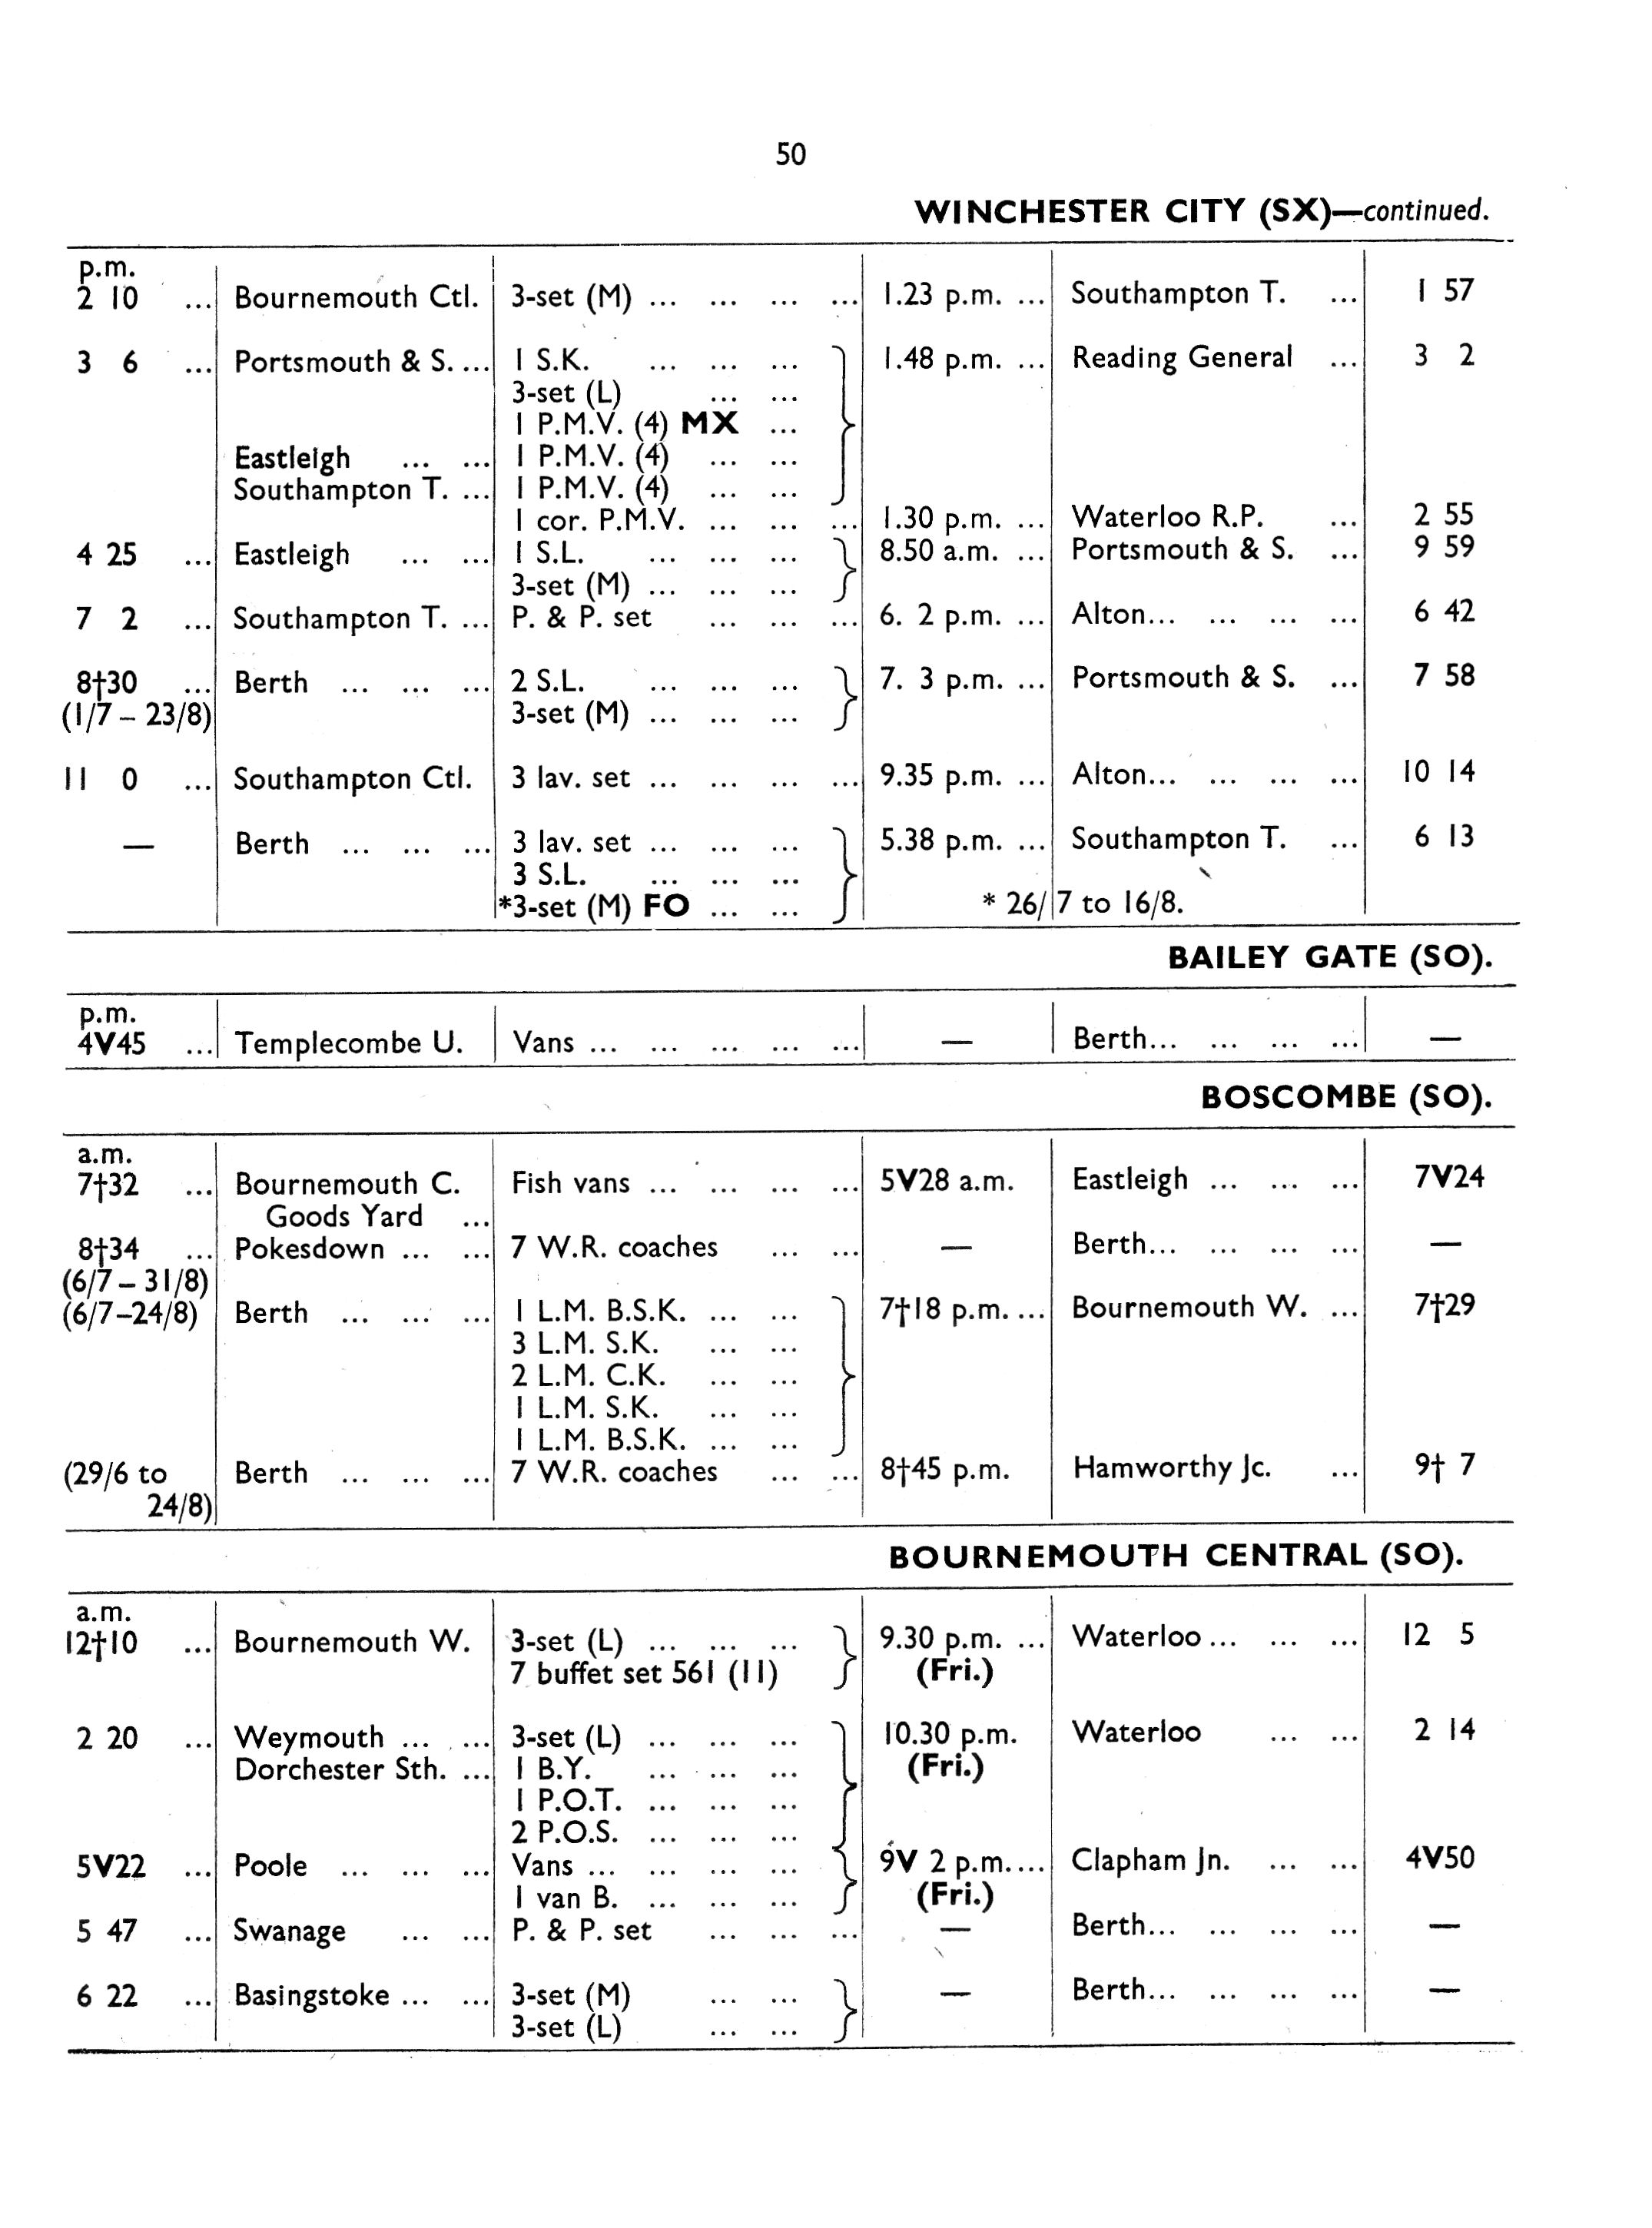 50
WINCHESTER CITY (SX)—continued.
p.m.
2 10 ... Bournemouth Ctl. 3-set (M) ... ... ... ... 1.23 p.m. ... Southampton T. ... 1 57
3 6 ... Portsmouth & S. ... 1 S.K. ... ... ... 1.48 p.m. ... Reading General ... 3 2
3-set (L) ... ...
1 P.M.V. (4) MX ...
Eastleigh ... ... 1 P.M.V. (4) ... ...
Southampton T. ... 1 P.M.V. (4) ... ...
1 cor. P.M.V. ... ... ... 1.30 p.m. ... Waterloo R.P. ... 2 55
4 25 ... Eastleigh ... ... 1 S.L. ... ... ... 8.50 a.m. ... Portsmouth & S. ... 9 59
3-set (M) ... ... ...
7 2 ... Southampton T. ... P. & P. set ... ... ... 6. 2 p.m. ... Alton... ... ... ... 6 42
8†30 ... Berth ... ... ... 2 S.L. ... ... ... 7. 3 p.m. ... Portsmouth & S. ... 7 58
(1/7 – 23/8) 3-set (M) ... ... ...
11 0 ... Southampton Ctl. 3 lav. set ... ... ... ... 9.35 p.m. ... Alton... ... ... ... 10 14
— Berth ... ... ... 3 lav. set ... ... ... 5.38 p.m. ... Southampton T. ... 6 13
3 S.L. ... ... ...
*3-set (M) FO ... ... * 26/7 to 16/8.
BAILEY GATE (SO).
p.m.
4V45 ... Templecombe U. Vans ... ... ... ... ... — Berth... ... ... ... —
BOSCOMBE (SO).
a.m.
7†32 ... Bournemouth C. Fish vans ... ... ... ... 5V28 a.m. Eastleigh ... ... ... 7V24
Goods Yard ...
8†34 ... Pokesdown ... ... 7 W.R. coaches ... ... — Berth... ... ... ... —
(6/7 – 31/8)
(6/7–24/8) Berth ... ... ... 1 L.M. B.S.K. ... ... 7†18 p.m. ... Bournemouth W. ... 7†29
3 L.M. S.K. ... ...
2 L.M. C.K. ... ...
1 L.M. S.K. ... ...
1 L.M. B.S.K. ... ...
(29/6 to Berth ... ... ... 7 W.R. coaches ... ... 8†45 p.m. Hamworthy Jc. ... 9† 7
24/8)
BOURNEMOUTH CENTRAL (SO).
a.m.
12†10 ... Bournemouth W. 3-set (L) ... ... ... 9.30 p.m. ... Waterloo ... ... ... 12 5
7 buffet set 561 (11) (Fri.)
2 20 ... Weymouth ... ... 3-set (L) ... ... ... 10.30 p.m. Waterloo ... ... 2 14
Dorchester Sth. ... 1 B.Y. ... ... ... (Fri.)
1 P.O.T. ... ... ...
2 P.O.S. ... ... ...
5V22 ... Poole ... ... ... Vans ... ... ... ... 9V 2 p.m. ... Clapham Jn. ... ... 4V50
1 van B. ... ... ... (Fri.)
5 47 ... Swanage ... ... P. & P. set ... ... ... — Berth... ... ... ... —
6 22 ... Basingstoke ... ... 3-set (M) ... ... — Berth... ... ... ... —
3-set (L) ... ...